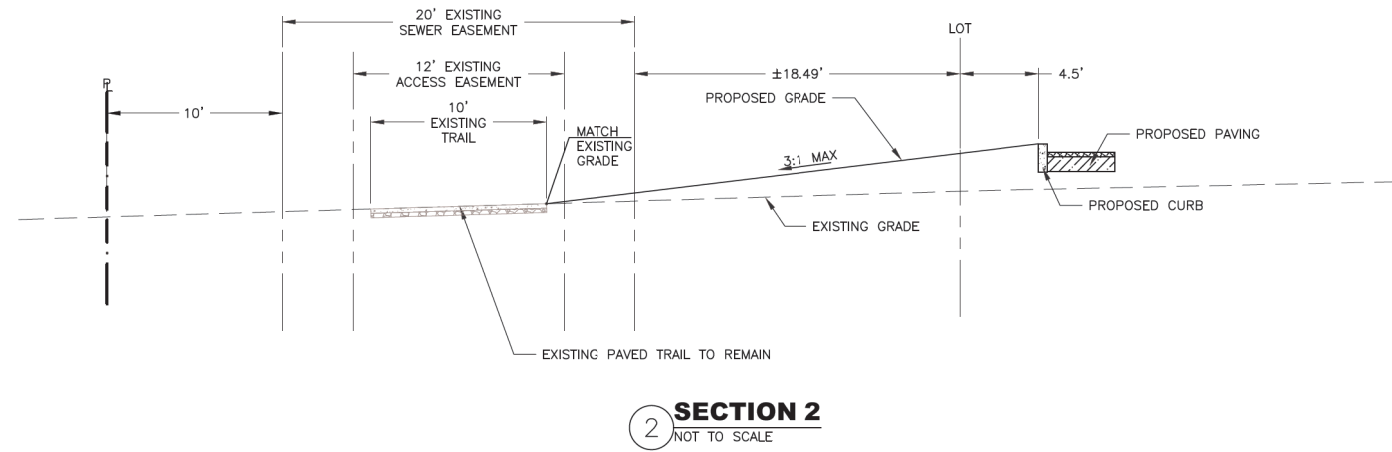 20' EXISTING
SEWER EASEMENT
LOT
12' EXISTING
ACCESS EASEMENT
±18.49'
4.5'
PL
10'
10'
EXISTING
TRAIL
PROPOSED GRADE
MATCH
EXISTING
GRADE
PROPOSED PAVING
3:1 MAX
PROPOSED CURB
EXISTING GRADE
EXISTING PAVED TRAIL TO REMAIN
2
SECTION 2
NOT TO SCALE